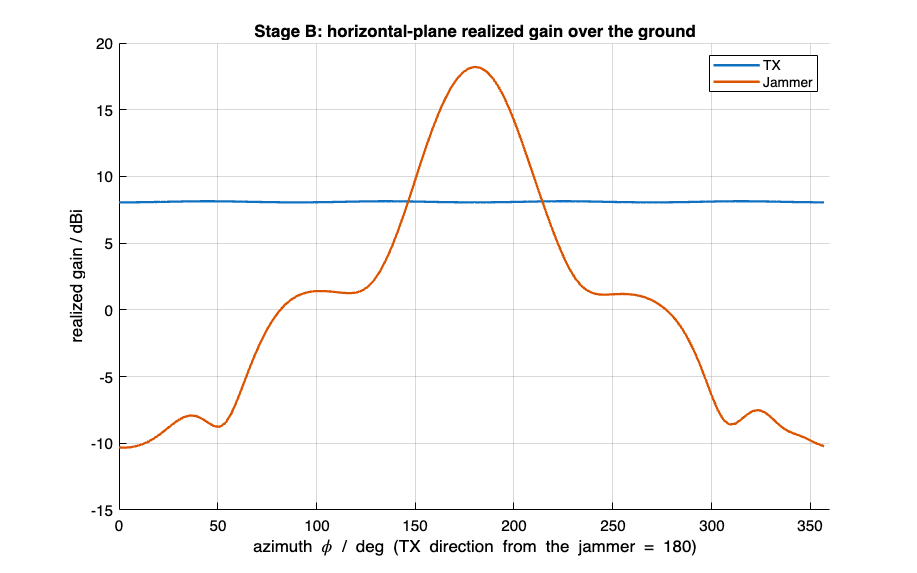 Stage B: horizontal-plane realized gain over the ground
TX
Jammer
20
15
10
5
0
-5
-10
-15
realized gain / dBi
0 50 100 150 200 250 300 350
azimuth ϕ / deg (TX direction from the jammer = 180)